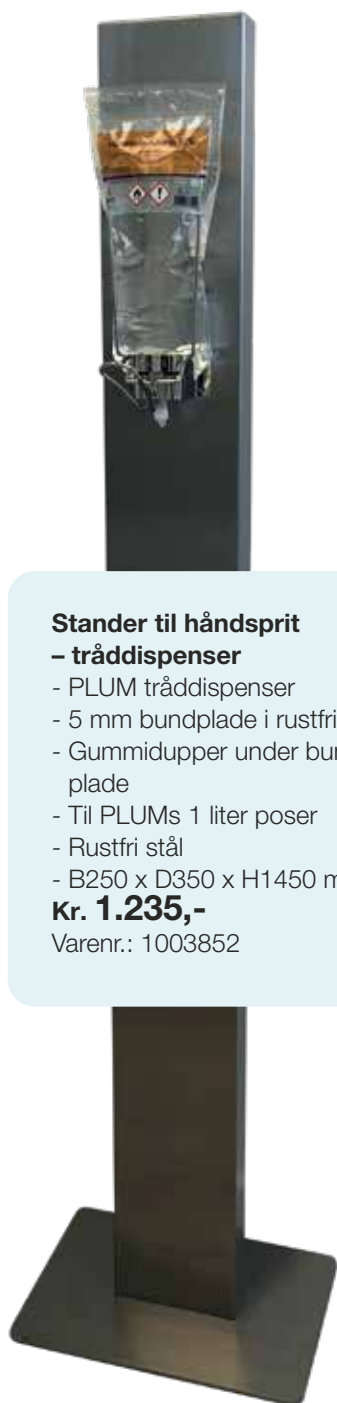 Stander til håndsprit
– tråddispenser
- PLUM tråddispenser
- 5 mm bundplade i rustfri
- Gummidupper under bun
plade
- Til PLUMs 1 liter poser
- Rustfri stål
- B250 x D350 x H1450 m
Kr. 1.235,-
Varenr.: 1003852